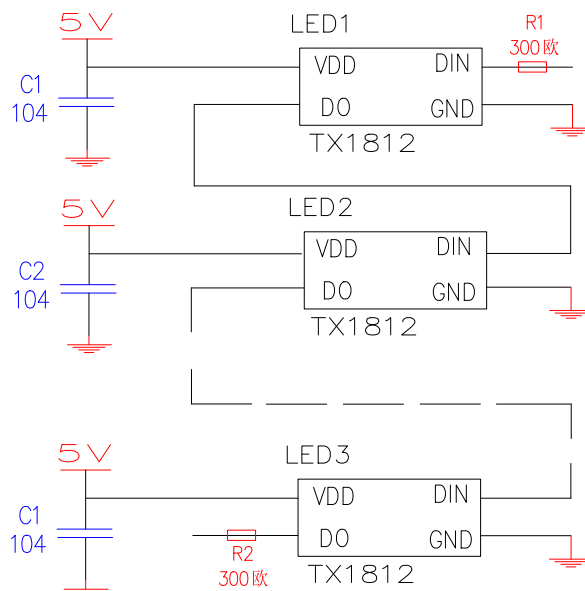 5V
LED1
R1
300欧
C1
104
VDD
DIN
DO
GND
TX1812
5V
LED2
C2
104
VDD
DIN
DO
GND
TX1812
5V
LED3
C1
104
VDD
DIN
DO
GND
R2
300欧
TX1812